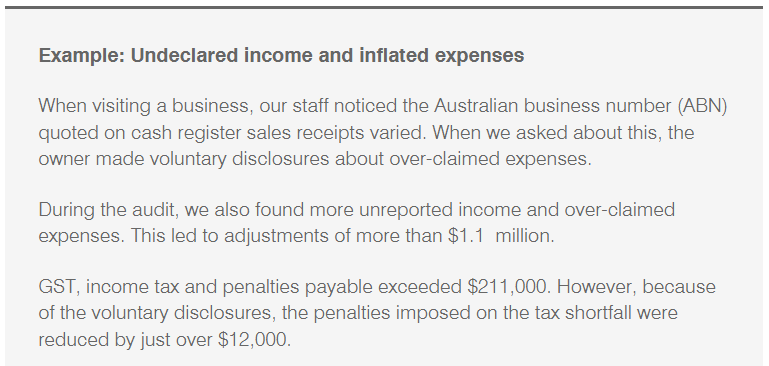 Example: Undeclared income and inflated expenses
When visiting a business, our staff noticed the Australian business number (ABN)
quoted on cash register sales receipts varied. When we asked about this, the
owner made voluntary disclosures about over-claimed expenses.
During the audit, we also found more unreported income and over-claimed
expenses. This led to adjustments of more than $1.1  million.
GST, income tax and penalties payable exceeded $211,000. However, because
of the voluntary disclosures, the penalties imposed on the tax shortfall were
reduced by just over $12,000.